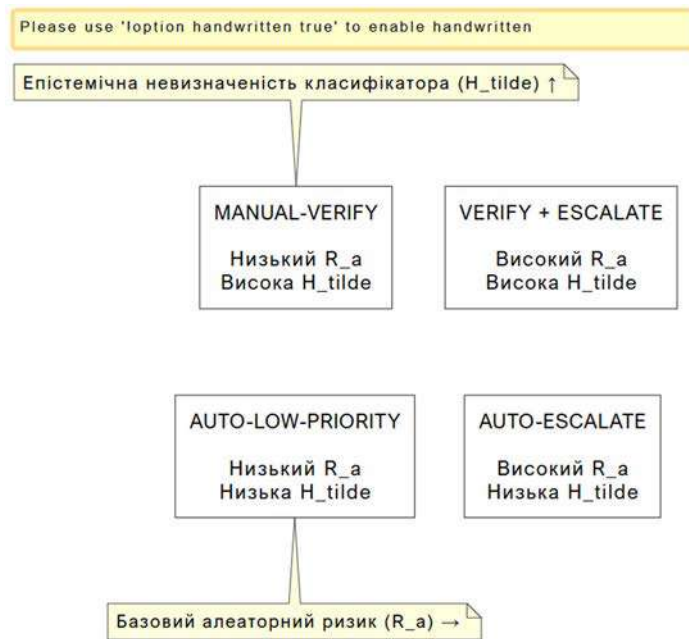 Please use '!option handwritten true' to enable handwritten
Епістемічна невизначеність класифікатора (H_tilde) ↑
MANUAL-VERIFY
Низький R_a
Висока H_tilde
VERIFY + ESCALATE
Високий R_a
Висока H_tilde
AUTO-LOW-PRIORITY
Низький R_a
Низька H_tilde
AUTO-ESCALATE
Високий R_a
Низька H_tilde
Базовий алеаторний ризик (R_a) →